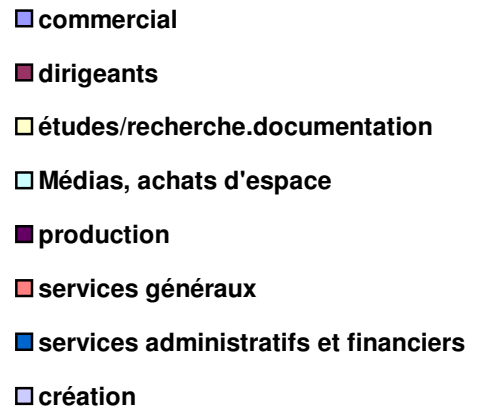 commercial
dirigeants
études/recherche.documentation
Médias, achats d'espace
production
services généraux
services administratifs et financiers
création